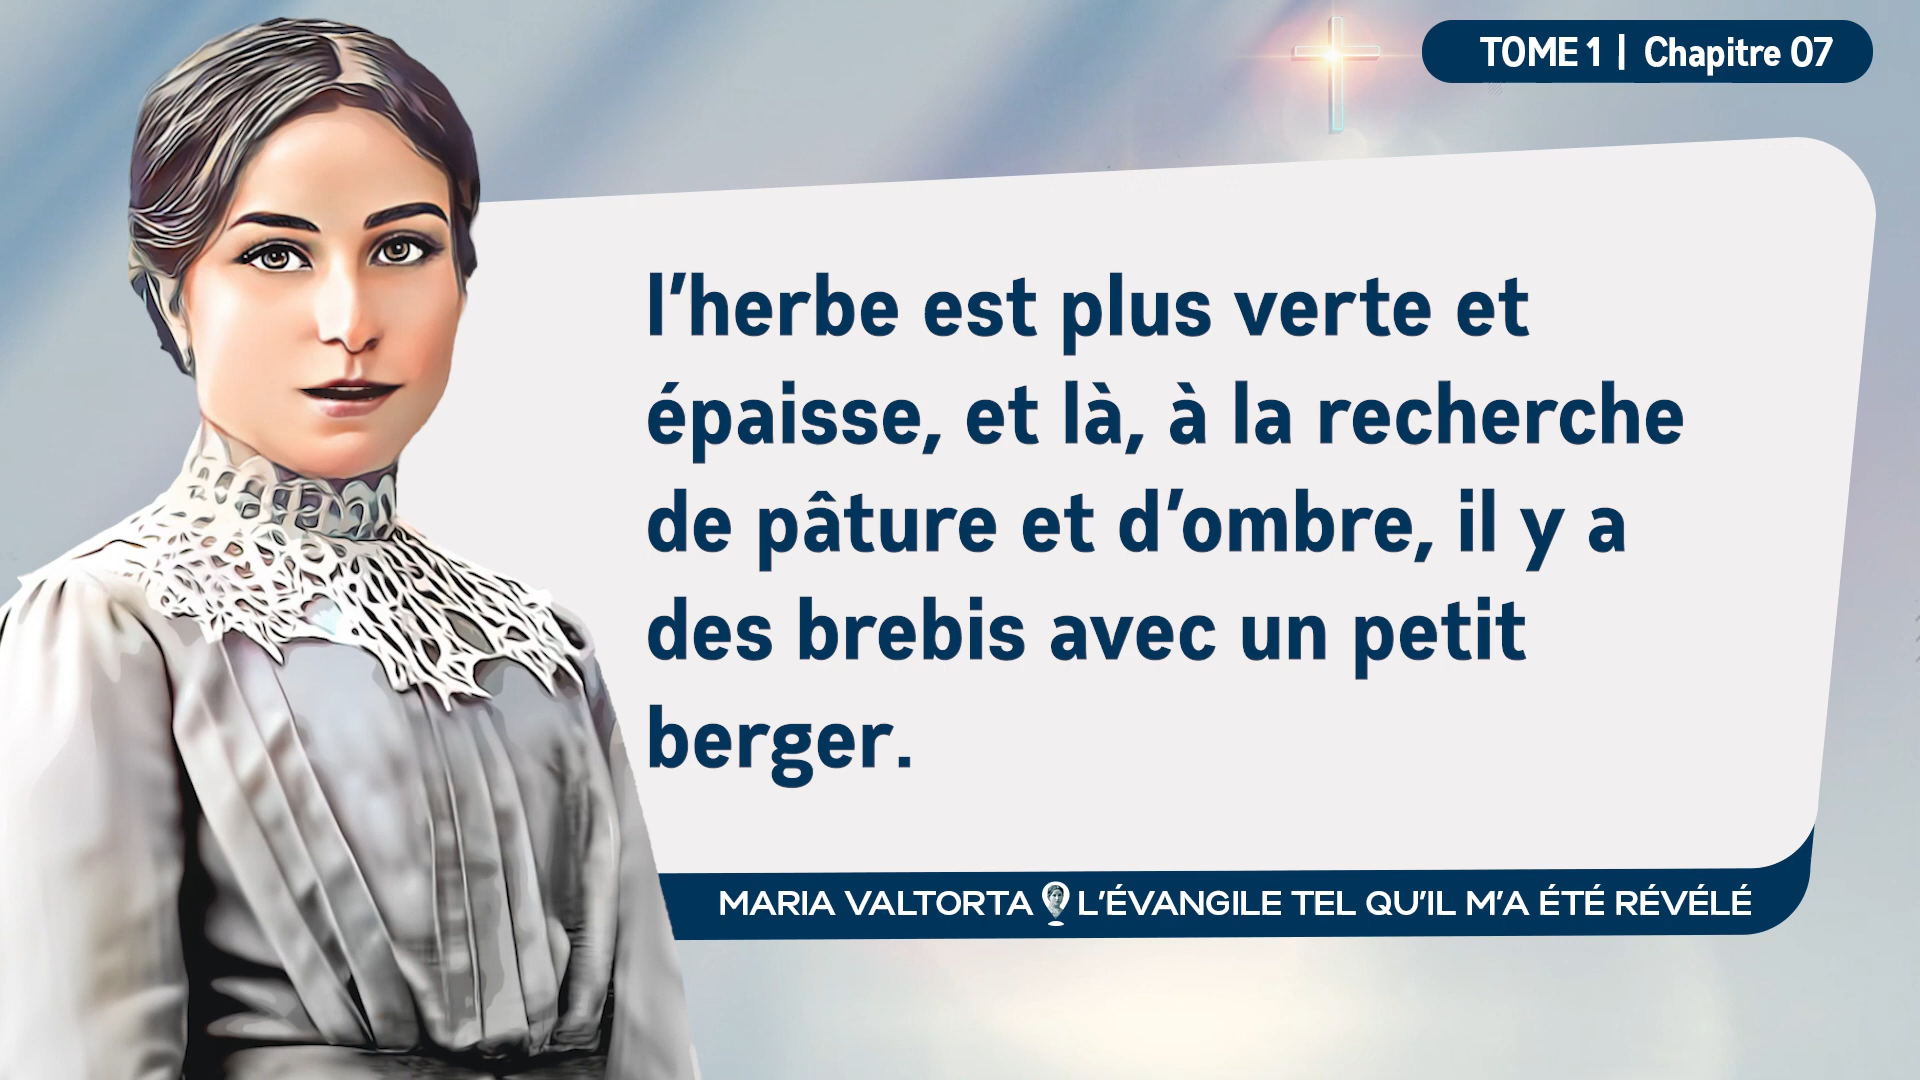 TOME 1 | Chapitre 07
l’herbe est plus verte et
épaisse, et là, à la recherche
de pâture et d’ombre, il y a
des brebis avec un petit
berger.
MARIA VALTORTA L’ÉVANGILE TEL QU’IL M’A ÉTÉ RÉVÉLÉ